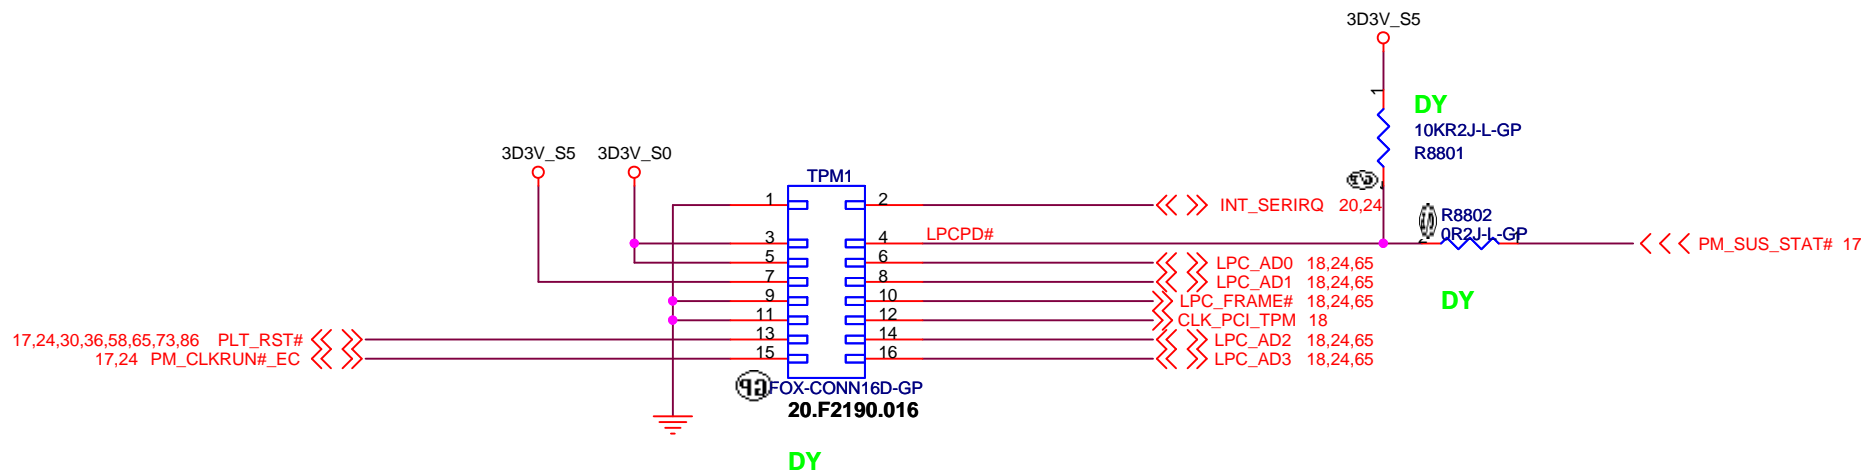 3D3V_S5
1
DY
10KR2J-L-GP
R8801
3D3V_S5 3D3V_S0
TPM1
1 2 INT_SERIRQ 20,24
R8802
0R2J-L-GP
3 4 LPCPD# PM_SUS_STAT# 17
5 6 LPC_AD0 18,24,65
7 8 LPC_AD1 18,24,65
9 10 LPC_FRAME# 18,24,65
DY
11 12 CLK_PCI_TPM 18
17,24,30,36,58,65,73,86 PLT_RST# 13 14 LPC_AD2 18,24,65
17,24 PM_CLKRUN#_EC 15 16 LPC_AD3 18,24,65
GP
FOX-CONN16D-GP
20.F2190.016
DY